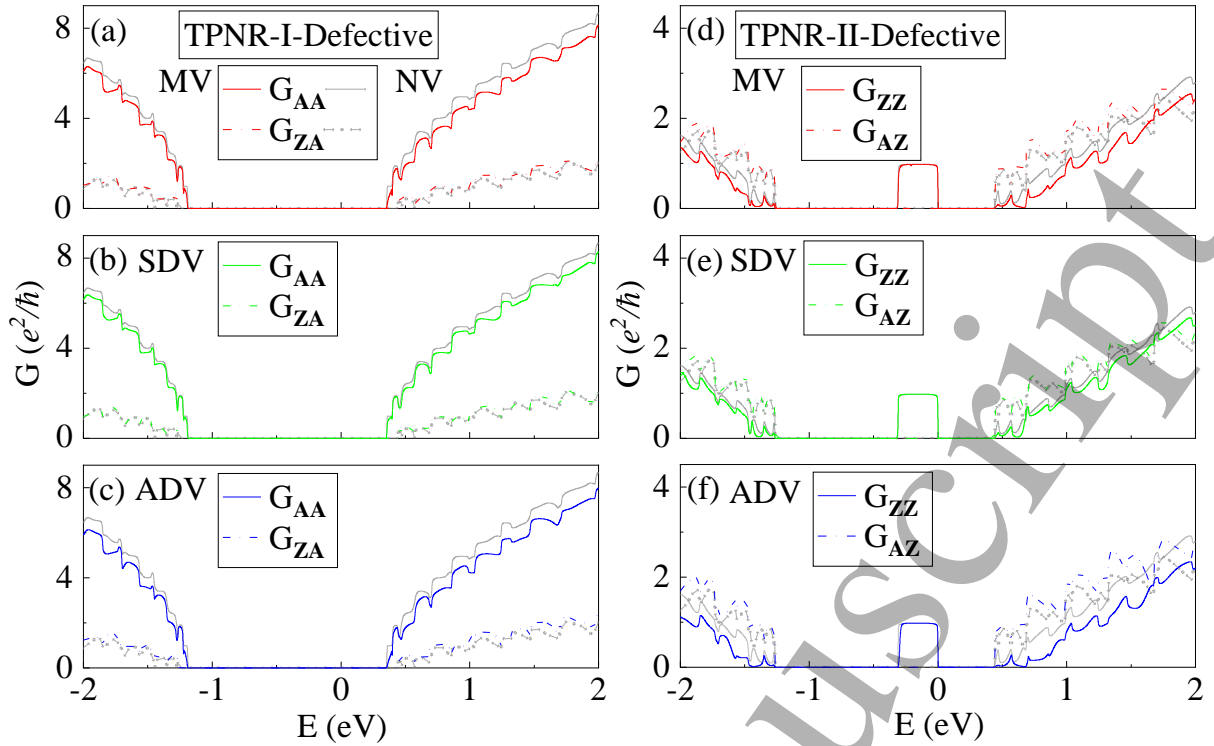 (a) TPNR-I-Defective
MV NV
G_AA
G_ZA
8
4
0
(b) SDV
G_AA
G_ZA
8
4
0
(c) ADV
G_AA
G_ZA
8
4
0
G (e²/ħ)
-2 -1 0 1 2
E (eV)
(d) TPNR-II-Defective
MV
G_ZZ
G_AZ
4
2
0
(e) SDV
G_ZZ
G_AZ
4
2
0
(f) ADV
G_ZZ
G_AZ
4
2
0
G (e²/ħ)
-2 -1 0 1 2
E (eV)
uscript